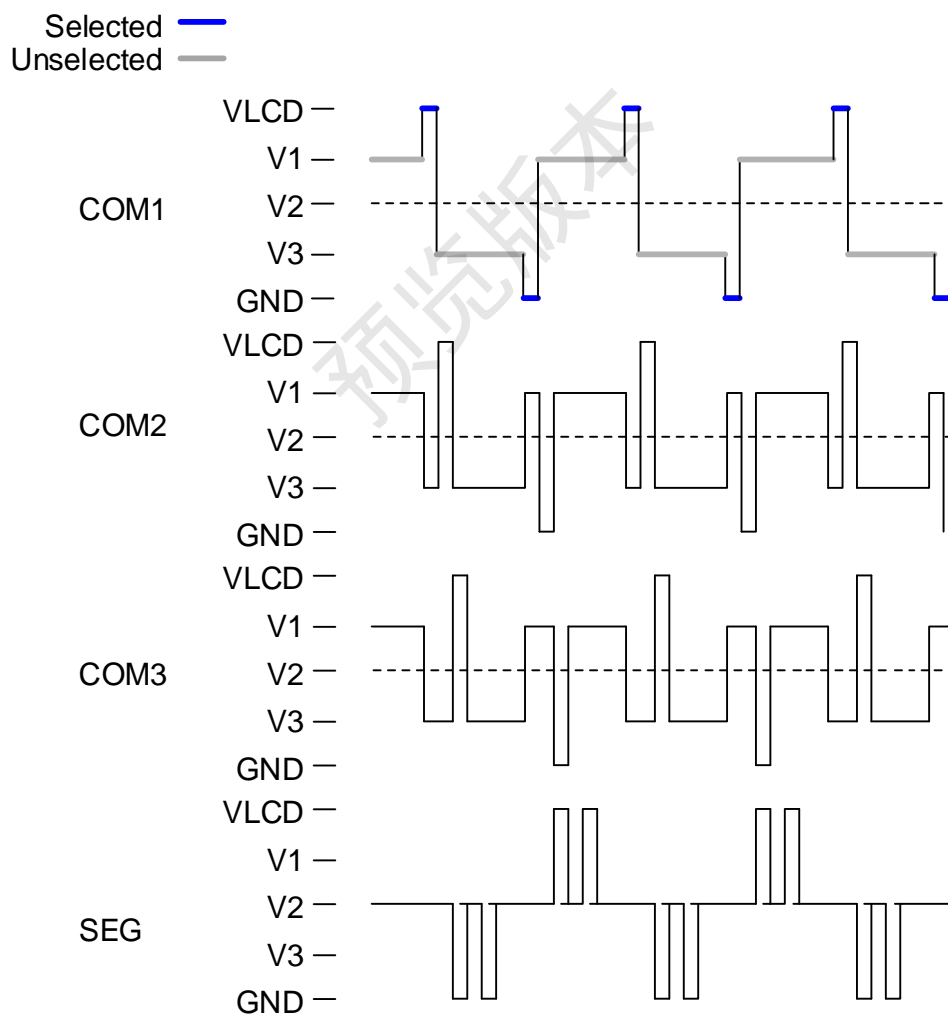 Selected
Unselected
VLCD
V1
COM1
V2
V3
GND
VLCD
V1
COM2
V2
V3
GND
VLCD
V1
COM3
V2
V3
GND
VLCD
V1
V2
SEG
V3
GND
预览版本